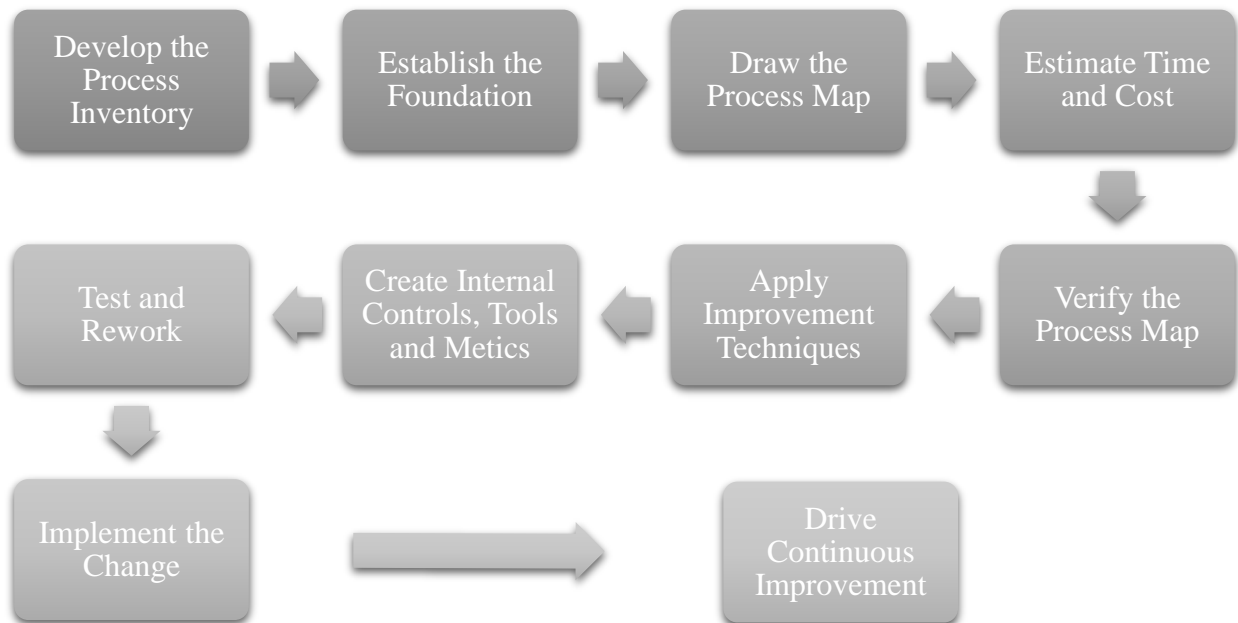 Develop the
Process
Inventory
Establish the
Foundation
Draw the
Process Map
Estimate Time
and Cost
Verify the
Process Map
Apply
Improvement
Techniques
Create Internal
Controls, Tools
and Metics
Test and
Rework
Implement the
Change
Drive
Continuous
Improvement